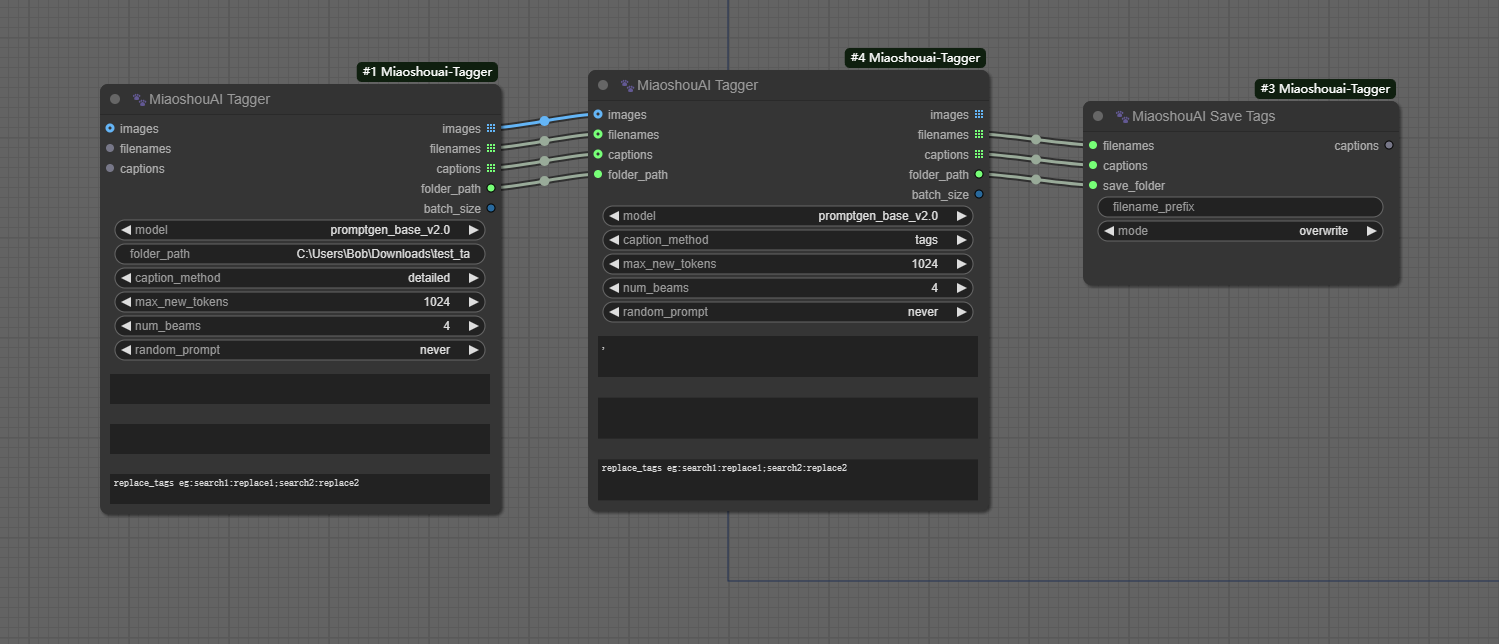 #1 Miaoshouai-Tagger
MiaoshouAI Tagger
images images
filenames filenames
captions captions
folder_path
batch_size
model promptgen_base_v2.0
folder_path C:\Users\Bob\Downloads\test_ta
caption_method detailed
max_new_tokens 1024
num_beams 4
random_prompt never
replace_tags eg:search1:replace1;search2:replace2
#4 Miaoshouai-Tagger
MiaoshouAI Tagger
images images
filenames filenames
captions captions
folder_path folder_path
batch_size
model promptgen_base_v2.0
caption_method tags
max_new_tokens 1024
num_beams 4
random_prompt never
,
replace_tags eg:search1:replace1;search2:replace2
#3 Miaoshouai-Tagger
MiaoshouAI Save Tags
filenames captions
captions
save_folder
filename_prefix
mode overwrite